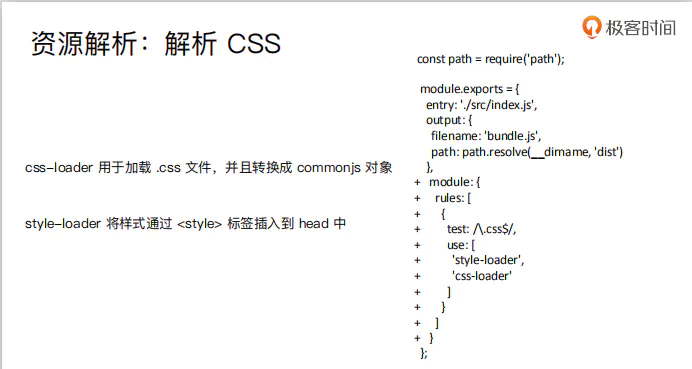 资源解析：解析 CSS
极客时间
css-loader 用于加载 .css 文件，并且转换成 commonjs 对象
style-loader 将样式通过 <style> 标签插入到 head 中
const path = require('path');
module.exports = {
entry: './src/index.js',
output: {
filename: 'bundle.js',
path: path.resolve(__dirname, 'dist')
},
+ module: {
+ rules: [
+ {
+ test: /\.css$/,
+ use: [
+ 'style-loader',
+ 'css-loader'
+ ]
+ }
+ ]
+ }
};